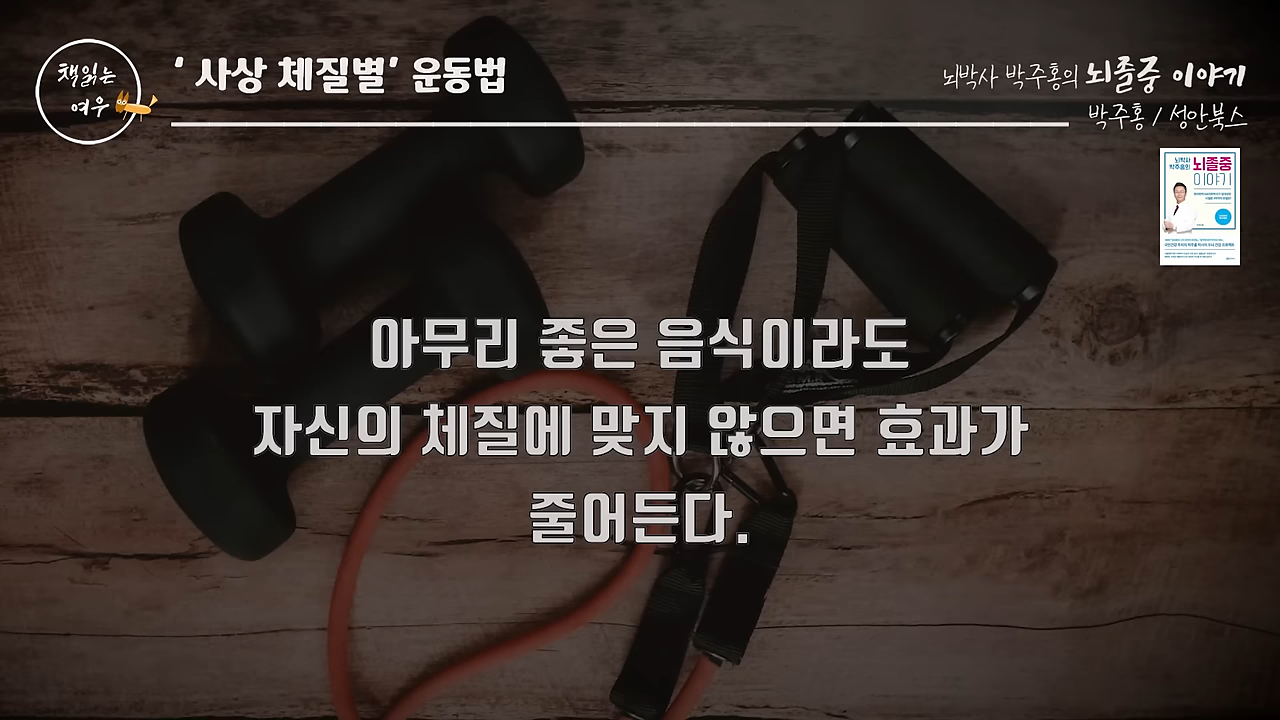 책읽는
여우
‘ 사상 체질별’ 운동법
뇌박사 박주홍의 뇌졸중 이야기
박주홍 / 성안북스
뇌박사
박주홍의
뇌졸중
이야기
아무리 좋은 음식이라도
자신의 체질에 맞지 않으면 효과가
줄어든다.